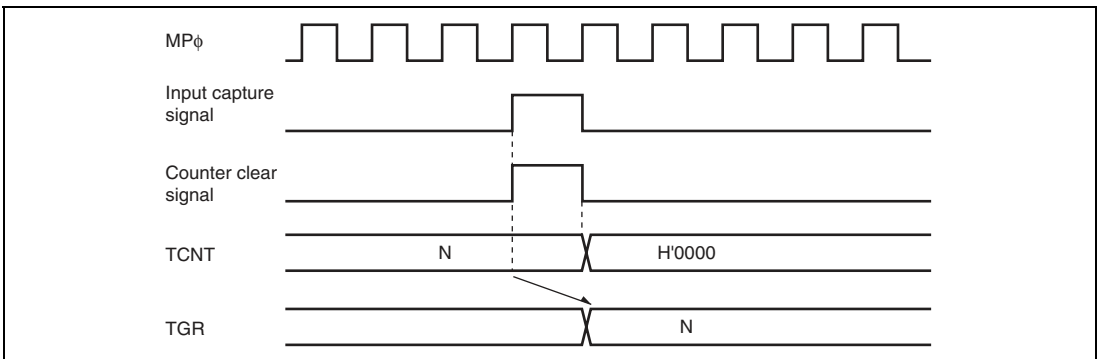 MPφ
Input capture
signal
Counter clear
signal
TCNT
N
H'0000
TGR
N